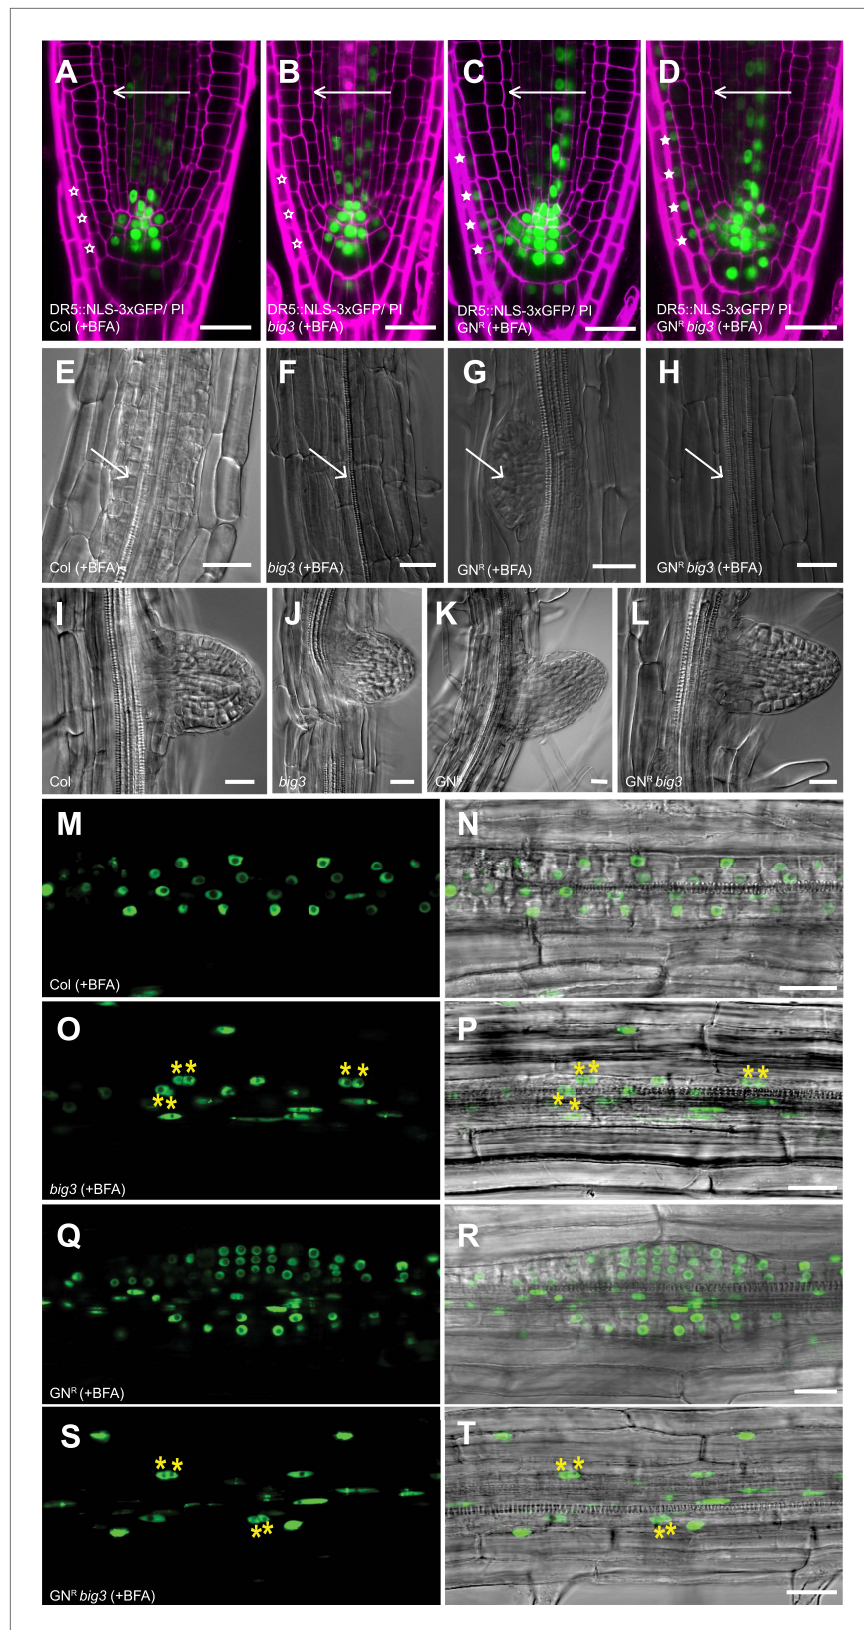 A
B
C
D
DR5::NLS-3xGFP/ PI
Col (+BFA)
DR5::NLS-3xGFP/ PI
big3 (+BFA)
DR5::NLS-3xGFP/ PI
GNᴿ (+BFA)
DR5::NLS-3xGFP/ PI
GNᴿ big3 (+BFA)
E
F
G
H
Col (+BFA)
big3 (+BFA)
GNᴿ (+BFA)
GNᴿ big3 (+BFA)
I
J
K
L
Col
big3
GNᴿ
GNᴿ big3
M
N
Col (+BFA)
O
P
** **
**
** **
**
big3 (+BFA)
Q
R
GNᴿ (+BFA)
S
T
**
**
**
**
GNᴿ big3 (+BFA)